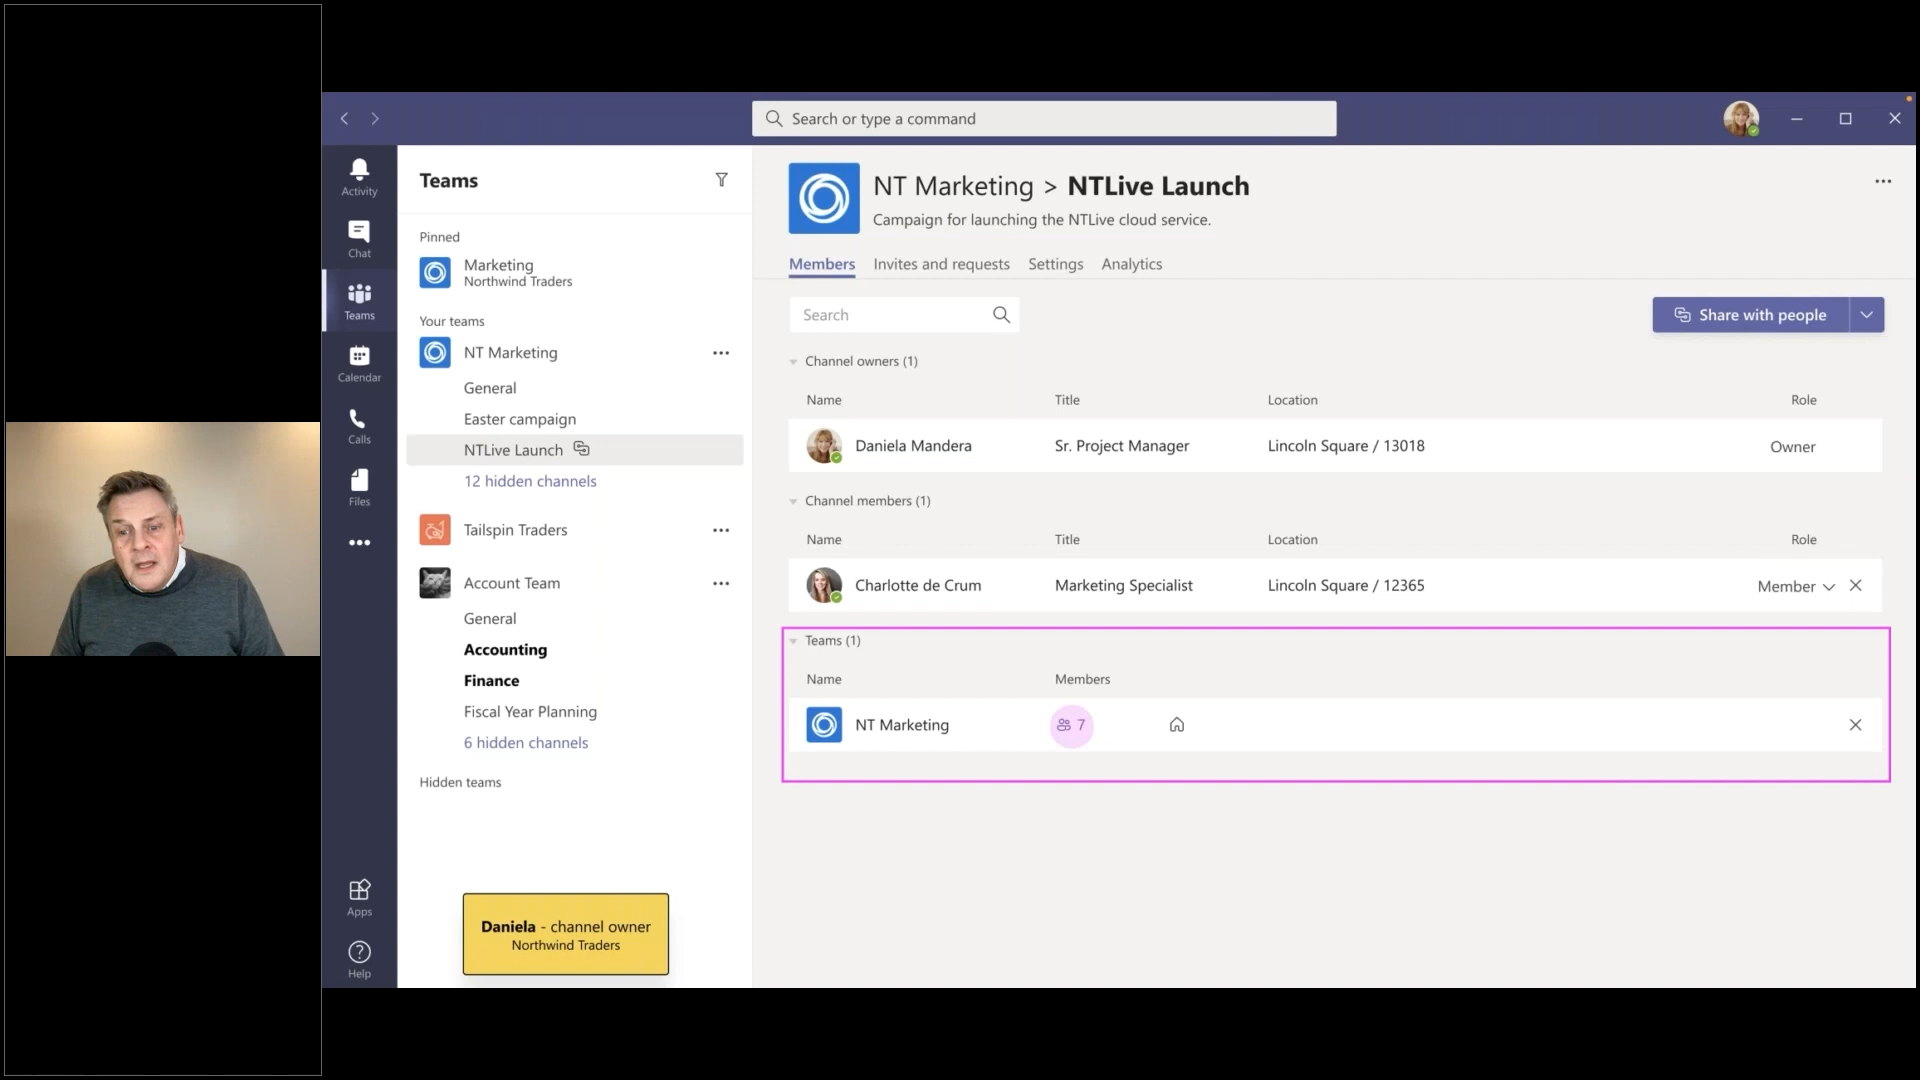 Search or type a command
Activity
Chat
Teams
Calendar
Calls
Files
Apps
Help
Teams
Pinned
Marketing
Northwind Traders
Your teams
NT Marketing
General
Easter campaign
NTLive Launch
12 hidden channels
Tailspin Traders
Account Team
General
Accounting
Finance
Fiscal Year Planning
6 hidden channels
Hidden teams
Daniela - channel owner
Northwind Traders
NT Marketing > NTLive Launch
Campaign for launching the NTLive cloud service.
Members Invites and requests Settings Analytics
Search
Share with people
Channel owners (1)
Name Title Location Role
Daniela Mandera Sr. Project Manager Lincoln Square / 13018 Owner
Channel members (1)
Name Title Location Role
Charlotte de Crum Marketing Specialist Lincoln Square / 12365 Member
Teams (1)
Name Members
NT Marketing 7